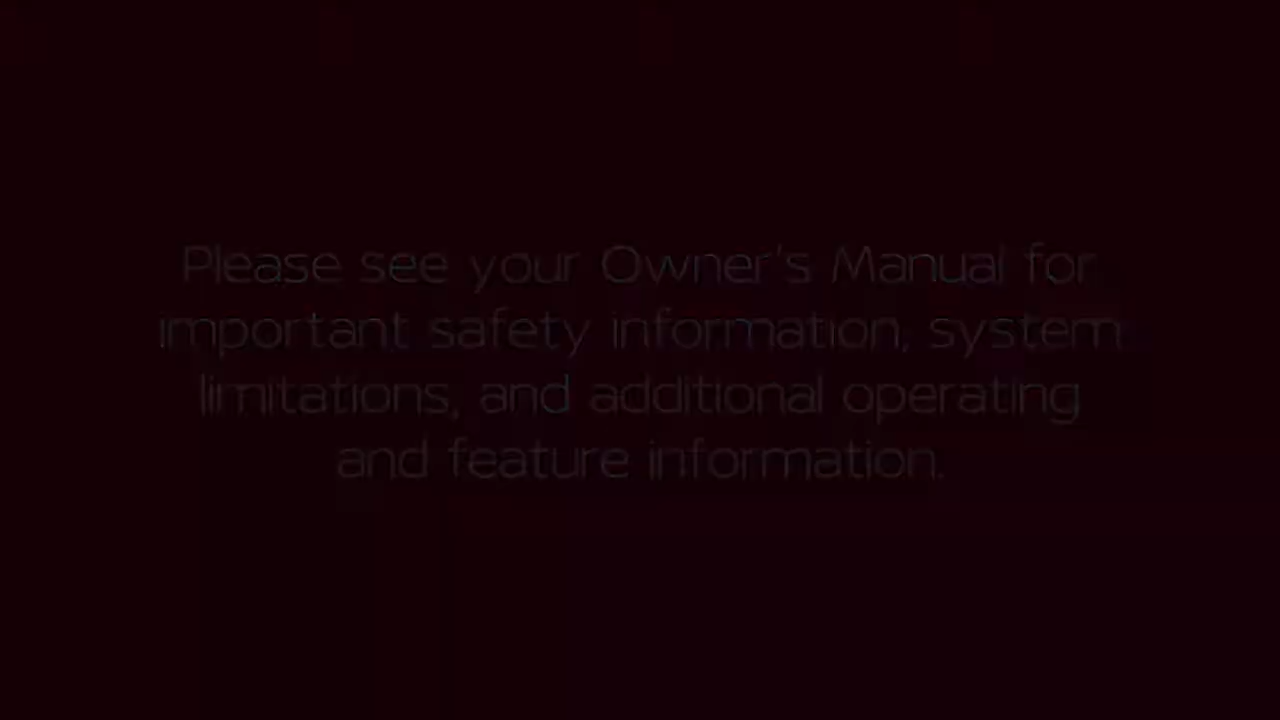 Please see your Owner's Manual for
important safety information, system
limitations, and additional operating
and feature information.